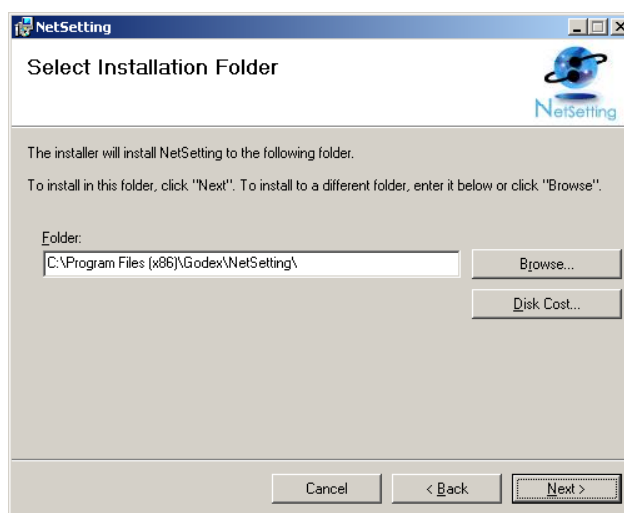 NetSetting
Select Installation Folder
NetSetting
The installer will install NetSetting to the following folder.
To install in this folder, click "Next". To install to a different folder, enter it below or click "Browse".
Folder:
C:\Program Files (x86)\Godex\NetSetting\
Browse...
Disk Cost...
Cancel
< Back
Next >